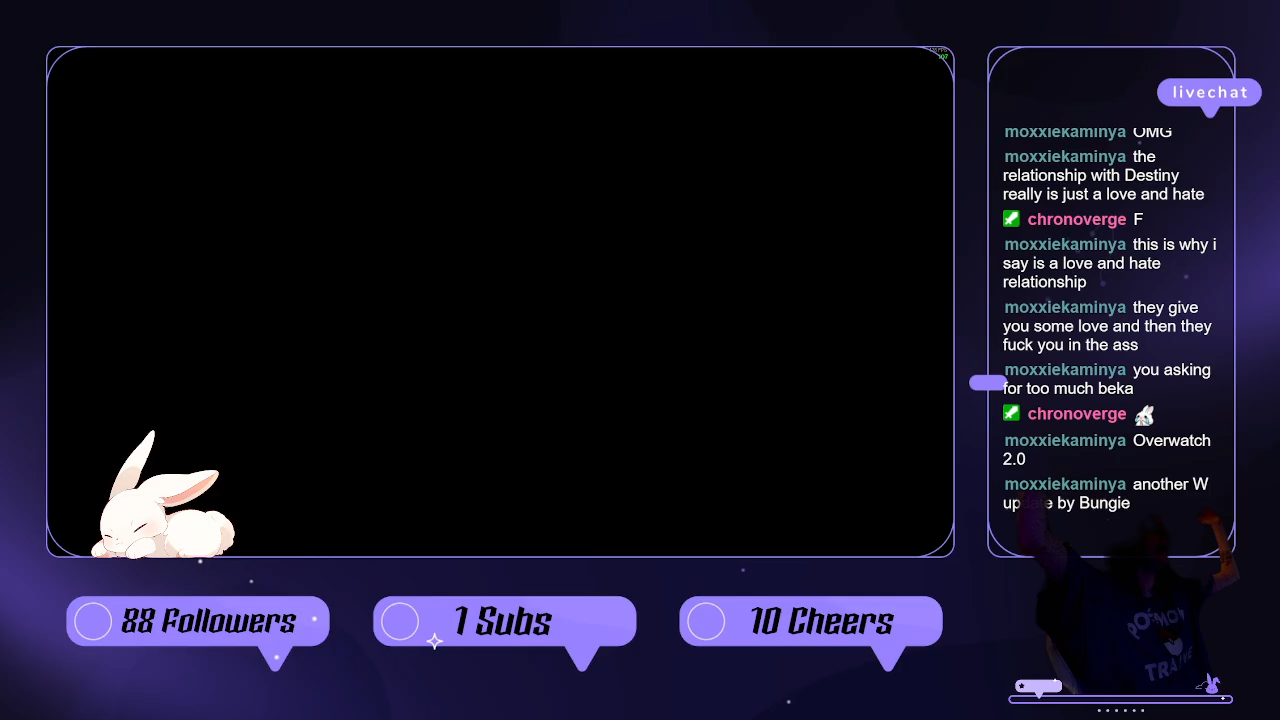 livechat
moxxiekaminya OMG
moxxiekaminya the
relationship with Destiny
really is just a love and hate
chronoverge F
moxxiekaminya this is why i
say is a love and hate
relationship
moxxiekaminya they give
you some love and then they
fuck you in the ass
moxxiekaminya you asking
for too much beka
chronoverge
moxxiekaminya Overwatch
2.0
moxxiekaminya another W
update by Bungie
88 Followers
1 Subs
10 Cheers